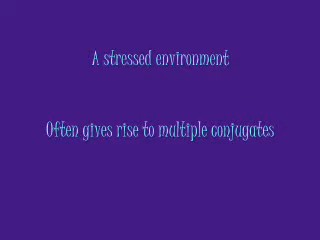 A stressed environment
Often gives rise to multiple conjugates